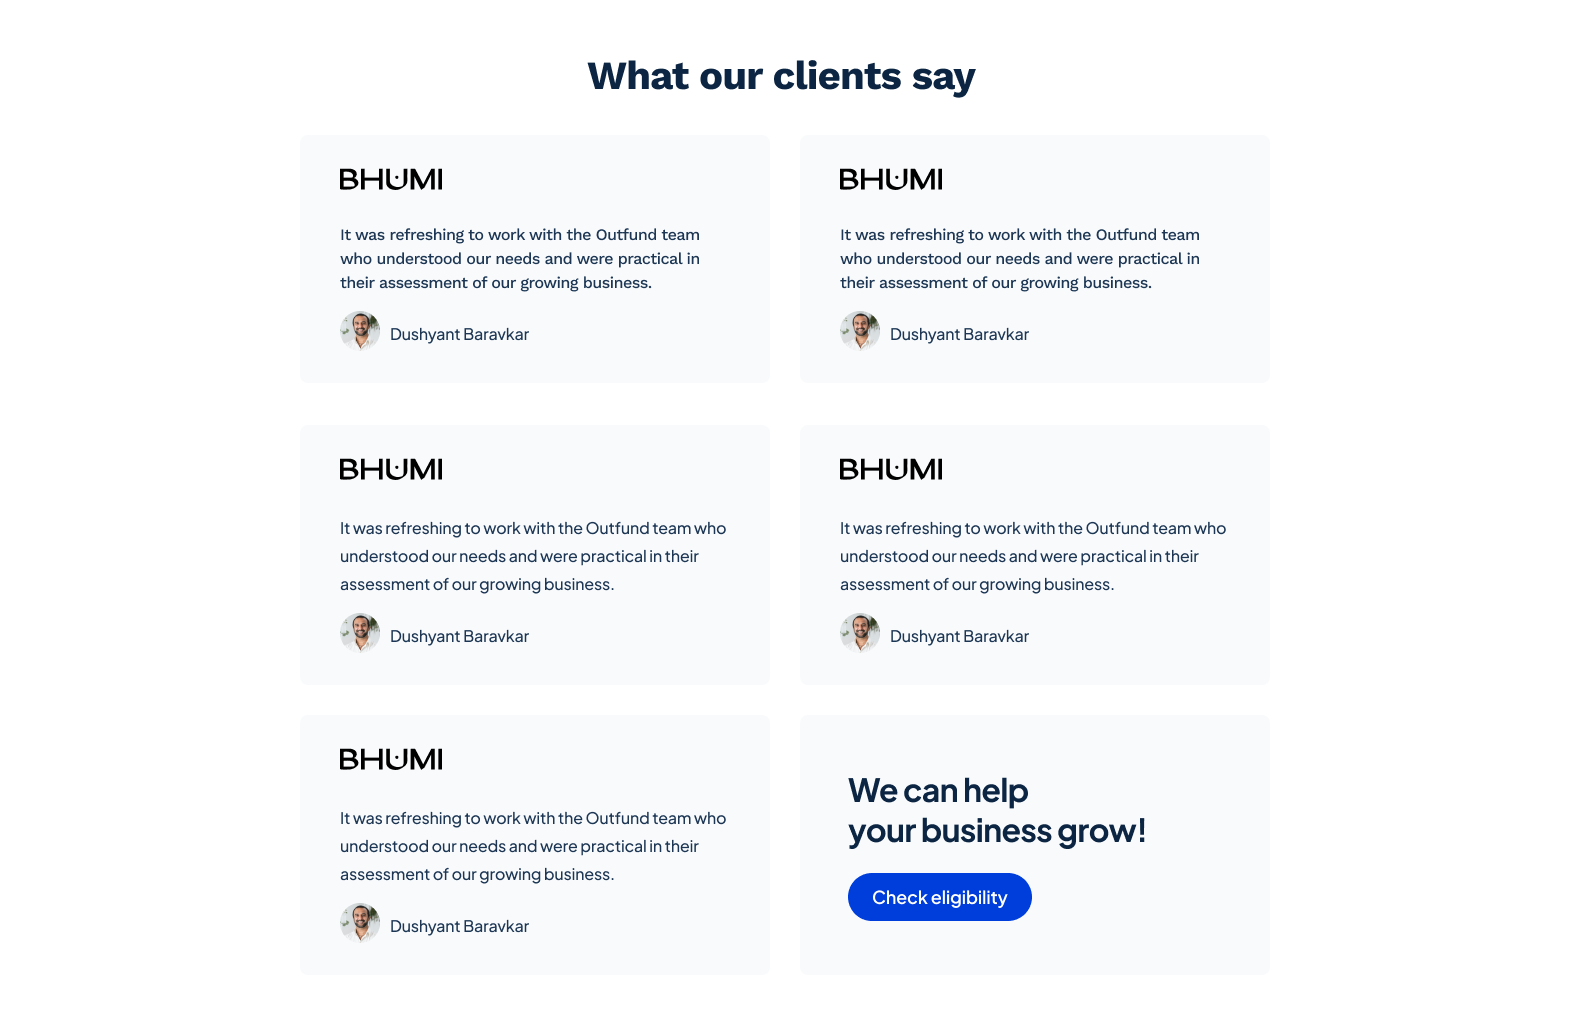 What our clients say
BHUMI
It was refreshing to work with the Outfund team
who understood our needs and were practical in
their assessment of our growing business.
Dushyant Baravkar
BHUMI
It was refreshing to work with the Outfund team
who understood our needs and were practical in
their assessment of our growing business.
Dushyant Baravkar
BHUMI
It was refreshing to work with the Outfund team who
understood our needs and were practical in their
assessment of our growing business.
Dushyant Baravkar
BHUMI
It was refreshing to work with the Outfund team who
understood our needs and were practical in their
assessment of our growing business.
Dushyant Baravkar
BHUMI
It was refreshing to work with the Outfund team who
understood our needs and were practical in their
assessment of our growing business.
Dushyant Baravkar
We can help
your business grow!
Check eligibility